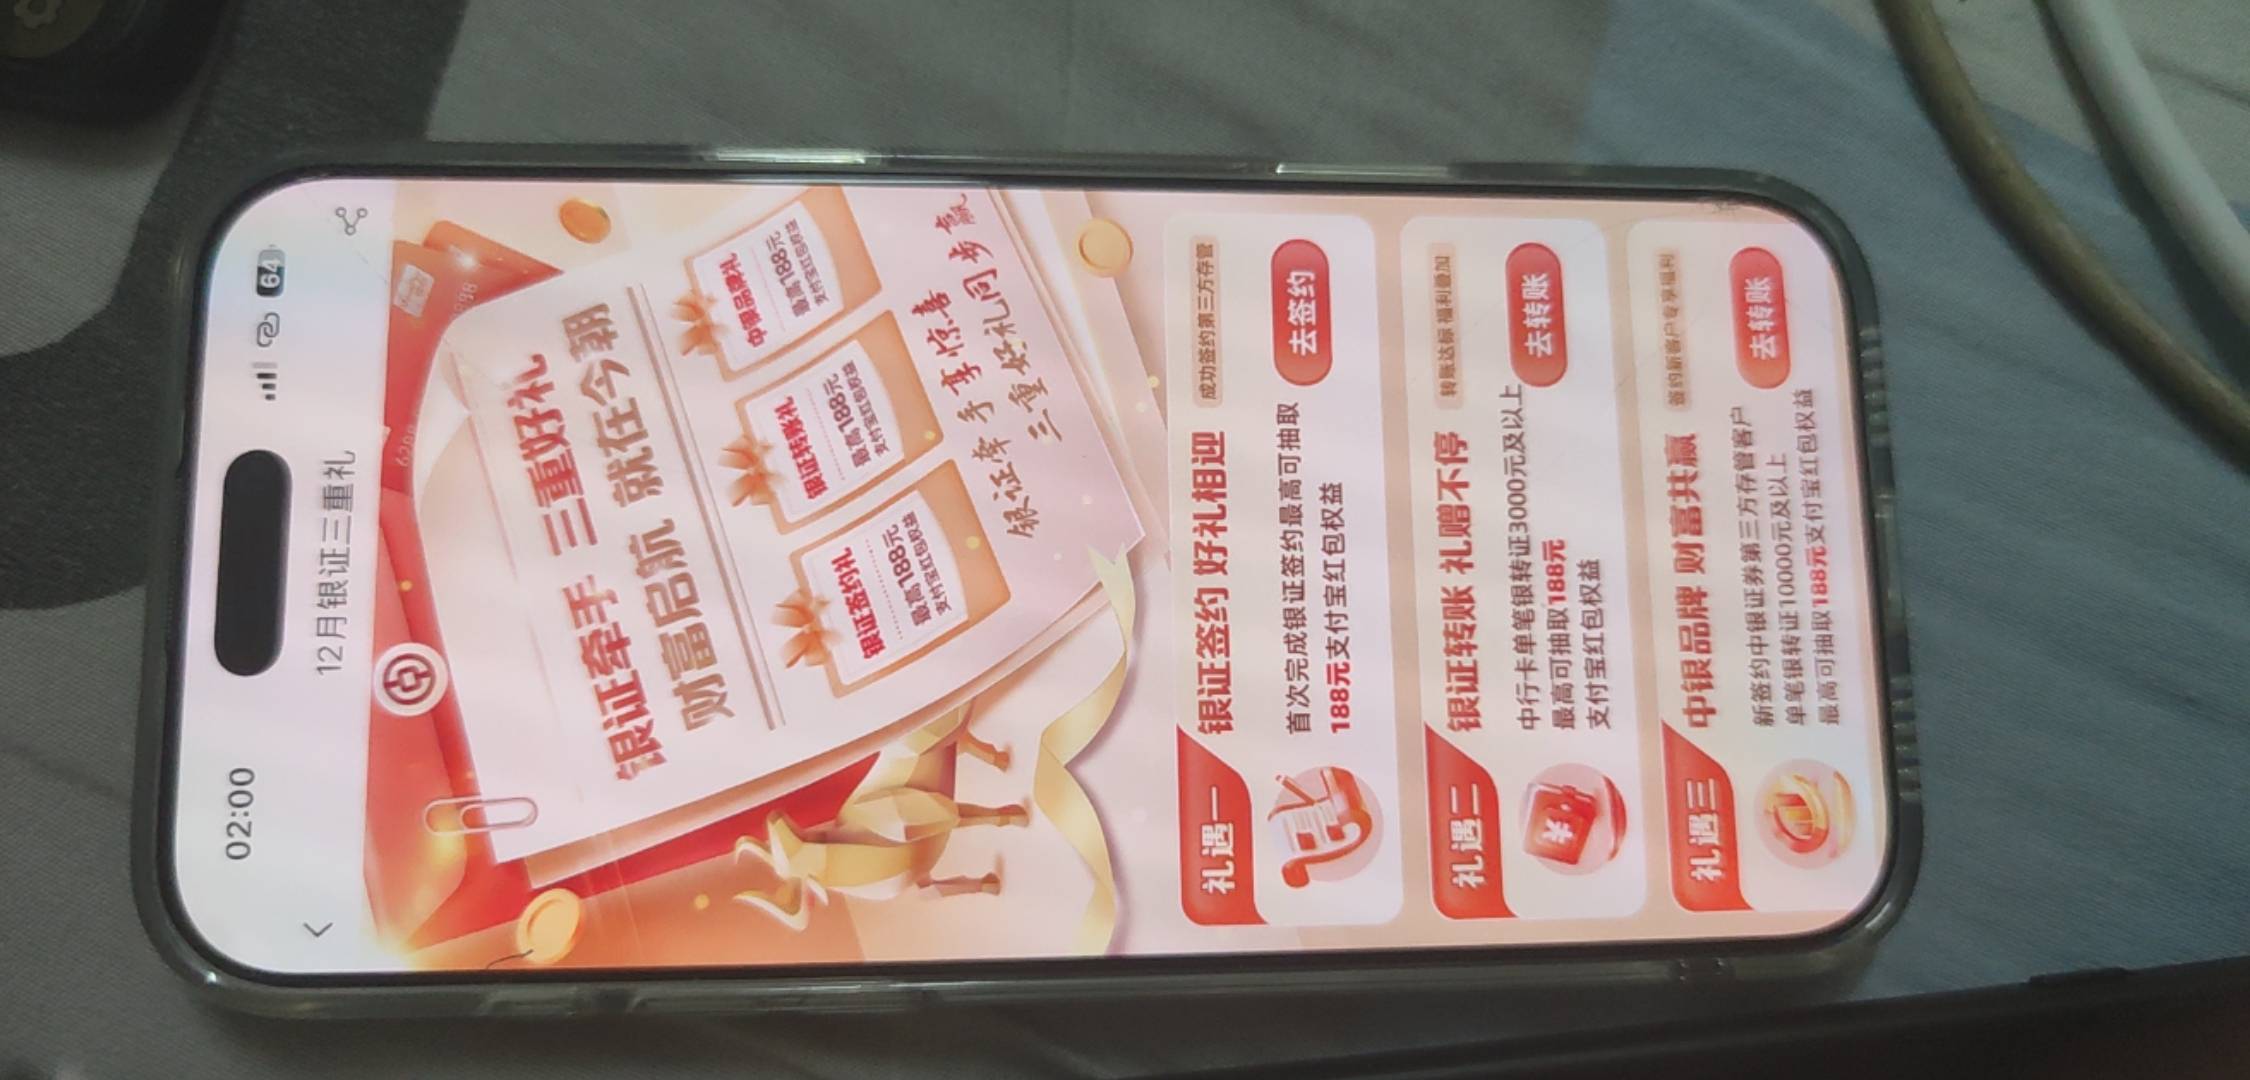 02:00
64
12月银证三重礼
银证牵手 三重好礼
财富启航 就在今朝
银证签约礼
最高188元
支付宝红包权益
银证转账礼
最高188元
支付宝红包权益
中银品牌礼
最高188元
支付宝红包权益
银证牵手享惊喜
三重好礼同步赢
礼遇一
银证签约 好礼相迎
成功签约第三方存管
首次完成银证签约最高可抽取
188元支付宝红包权益
去签约
礼遇二
银证转账 礼赠不停
转账达标 福利叠加
中行卡单笔银转证3000元及以上
最高可抽取188元
支付宝红包权益
去转账
礼遇三
中银品牌 财富共赢
签约新客户专享福利
新签约中银证券第三方存管客户
单笔银转证10000元及以上
最高可抽取188元支付宝红包权益
去转账